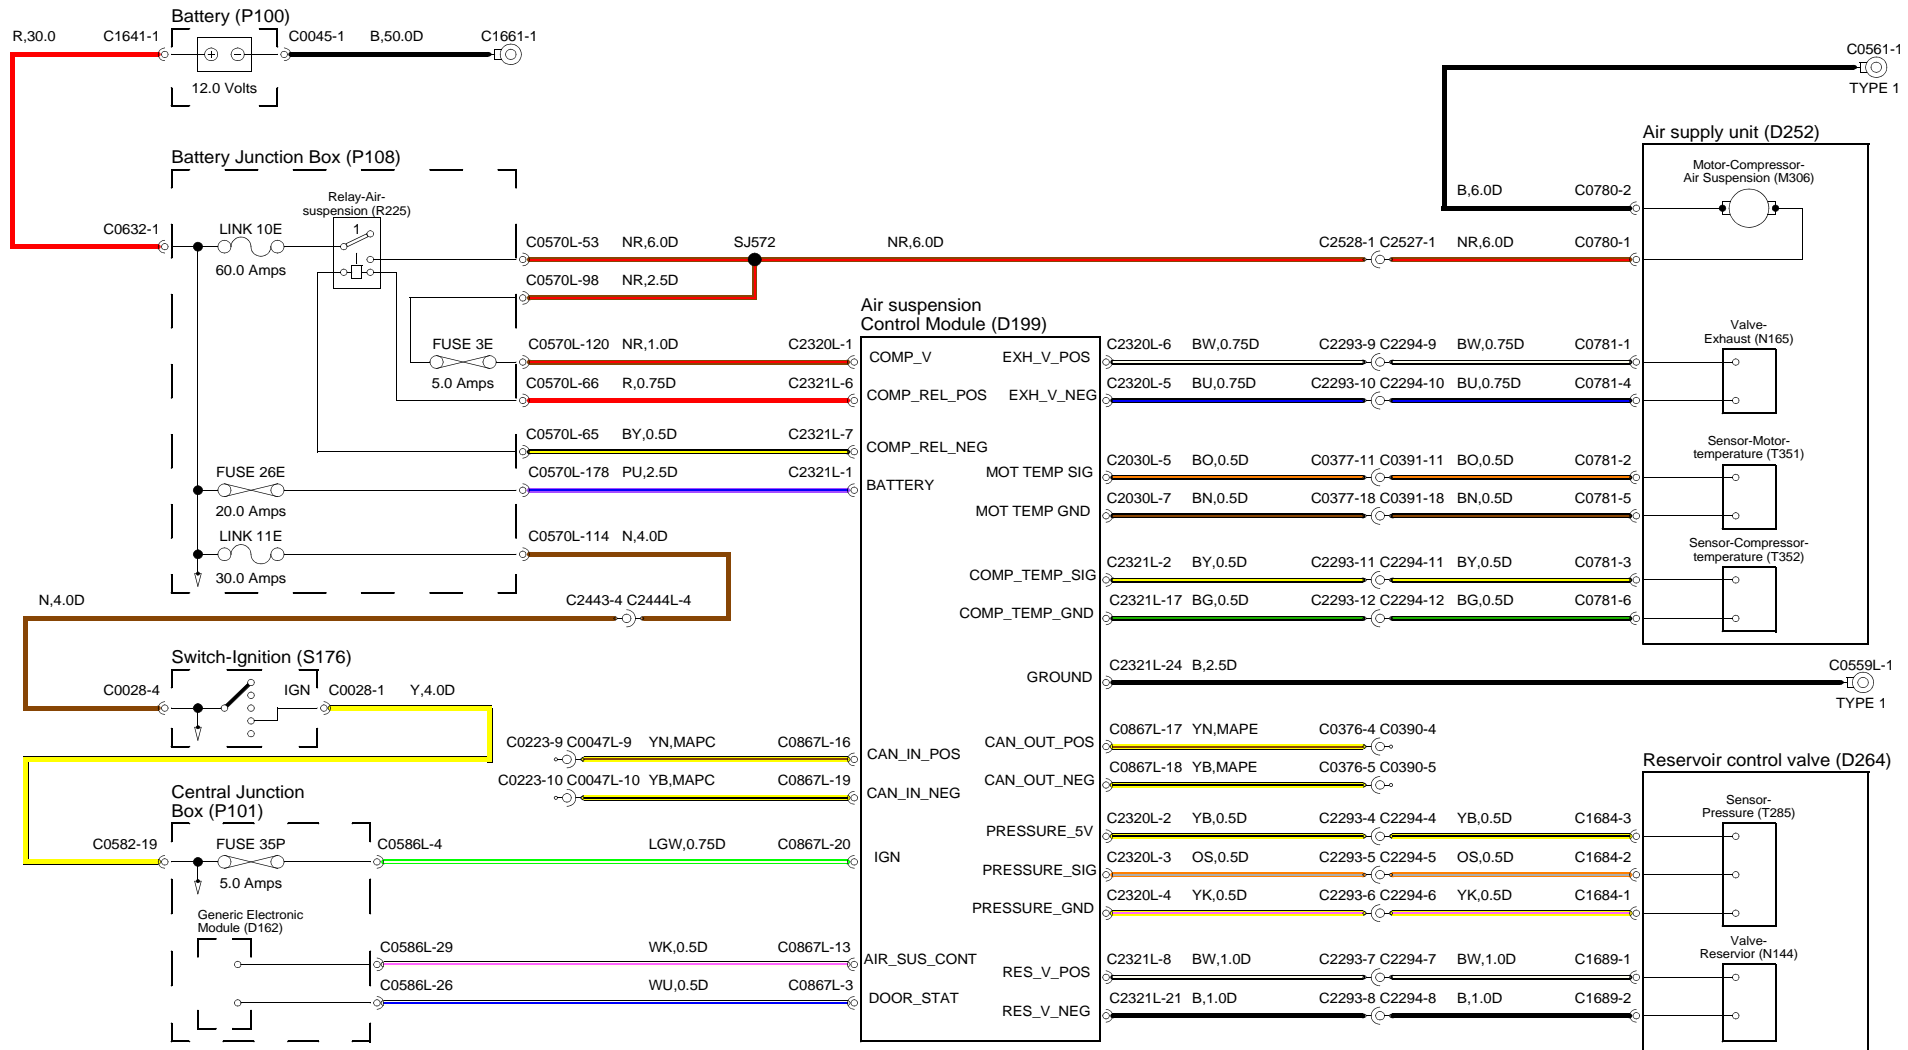 Battery (P100)
R,30.0 C1641-1 C0045-1 B,50.0D C1661-1
12.0 Volts
C0561-1
TYPE 1
Air supply unit (D252)
Motor-Compressor-
Air Suspension (M306)
B,6.0D C0780-2
Battery Junction Box (P108)
Relay-Air-
suspension (R225)
C0632-1 LINK 10E 1
60.0 Amps
C0570L-53 NR,6.0D SJ572 NR,6.0D C2528-1 C2527-1 NR,6.0D C0780-1
C0570L-98 NR,2.5D
Air suspension
Control Module (D199)
FUSE 3E
5.0 Amps
C0570L-120 NR,1.0D C2320L-1 COMP_V
C0570L-66 R,0.75D C2321L-6 COMP_REL_POS
C0570L-65 BY,0.5D C2321L-7 COMP_REL_NEG
FUSE 26E
20.0 Amps
C0570L-178 PU,2.5D C2321L-1 BATTERY
LINK 11E
30.0 Amps
C0570L-114 N,4.0D
N,4.0D C2443-4 C2444L-4
Valve-
Exhaust (N165)
EXH_V_POS C2320L-6 BW,0.75D C2293-9 C2294-9 BW,0.75D C0781-1
EXH_V_NEG C2320L-5 BU,0.75D C2293-10 C2294-10 BU,0.75D C0781-4
Sensor-Motor-
temperature (T351)
MOT TEMP SIG C2030L-5 BO,0.5D C0377-11 C0391-11 BO,0.5D C0781-2
MOT TEMP GND C2030L-7 BN,0.5D C0377-18 C0391-18 BN,0.5D C0781-5
Sensor-Compressor-
temperature (T352)
COMP_TEMP_SIG C2321L-2 BY,0.5D C2293-11 C2294-11 BY,0.5D C0781-3
COMP_TEMP_GND C2321L-17 BG,0.5D C2293-12 C2294-12 BG,0.5D C0781-6
GROUND C2321L-24 B,2.5D C0559L-1
TYPE 1
Switch-Ignition (S176)
C0028-4 IGN C0028-1 Y,4.0D
C0223-9 C0047L-9 YN,MAPC C0867L-16 CAN_IN_POS
C0223-10 C0047L-10 YB,MAPC C0867L-19 CAN_IN_NEG
CAN_OUT_POS C0867L-17 YN,MAPE C0376-4 C0390-4
CAN_OUT_NEG C0867L-18 YB,MAPE C0376-5 C0390-5
Central Junction
Box (P101)
C0582-19 FUSE 35P
5.0 Amps
C0586L-4 LGW,0.75D C0867L-20 IGN
Generic Electronic
Module (D162)
C0586L-29 WK,0.5D C0867L-13 AIR_SUS_CONT
C0586L-26 WU,0.5D C0867L-3 DOOR_STAT
Reservoir control valve (D264)
Sensor-
Pressure (T285)
PRESSURE_5V C2320L-2 YB,0.5D C2293-4 C2294-4 YB,0.5D C1684-3
PRESSURE_SIG C2320L-3 OS,0.5D C2293-5 C2294-5 OS,0.5D C1684-2
PRESSURE_GND C2320L-4 YK,0.5D C2293-6 C2294-6 YK,0.5D C1684-1
Valve-
Reservior (N144)
RES_V_POS C2321L-8 BW,1.0D C2293-7 C2294-7 BW,1.0D C1689-1
RES_V_NEG C2321L-21 B,1.0D C2293-8 C2294-8 B,1.0D C1689-2